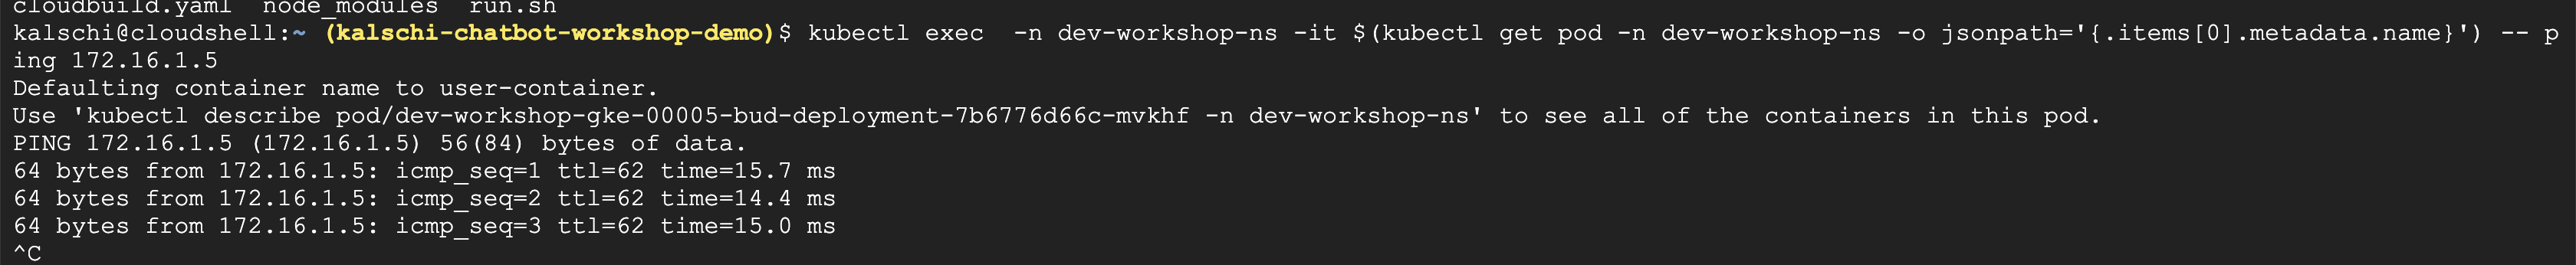 cloudbuild.yaml  node_modules  run.sh
kalschi@cloudshell:~ (kalschi-chatbot-workshop-demo)$ kubectl exec  -n dev-workshop-ns -it $(kubectl get pod -n dev-workshop-ns -o jsonpath='{.items[0].metadata.name}') -- p
ing 172.16.1.5
Defaulting container name to user-container.
Use 'kubectl describe pod/dev-workshop-gke-00005-bud-deployment-7b6776d66c-mvkhf -n dev-workshop-ns' to see all of the containers in this pod.
PING 172.16.1.5 (172.16.1.5) 56(84) bytes of data.
64 bytes from 172.16.1.5: icmp_seq=1 ttl=62 time=15.7 ms
64 bytes from 172.16.1.5: icmp_seq=2 ttl=62 time=14.4 ms
64 bytes from 172.16.1.5: icmp_seq=3 ttl=62 time=15.0 ms
^C